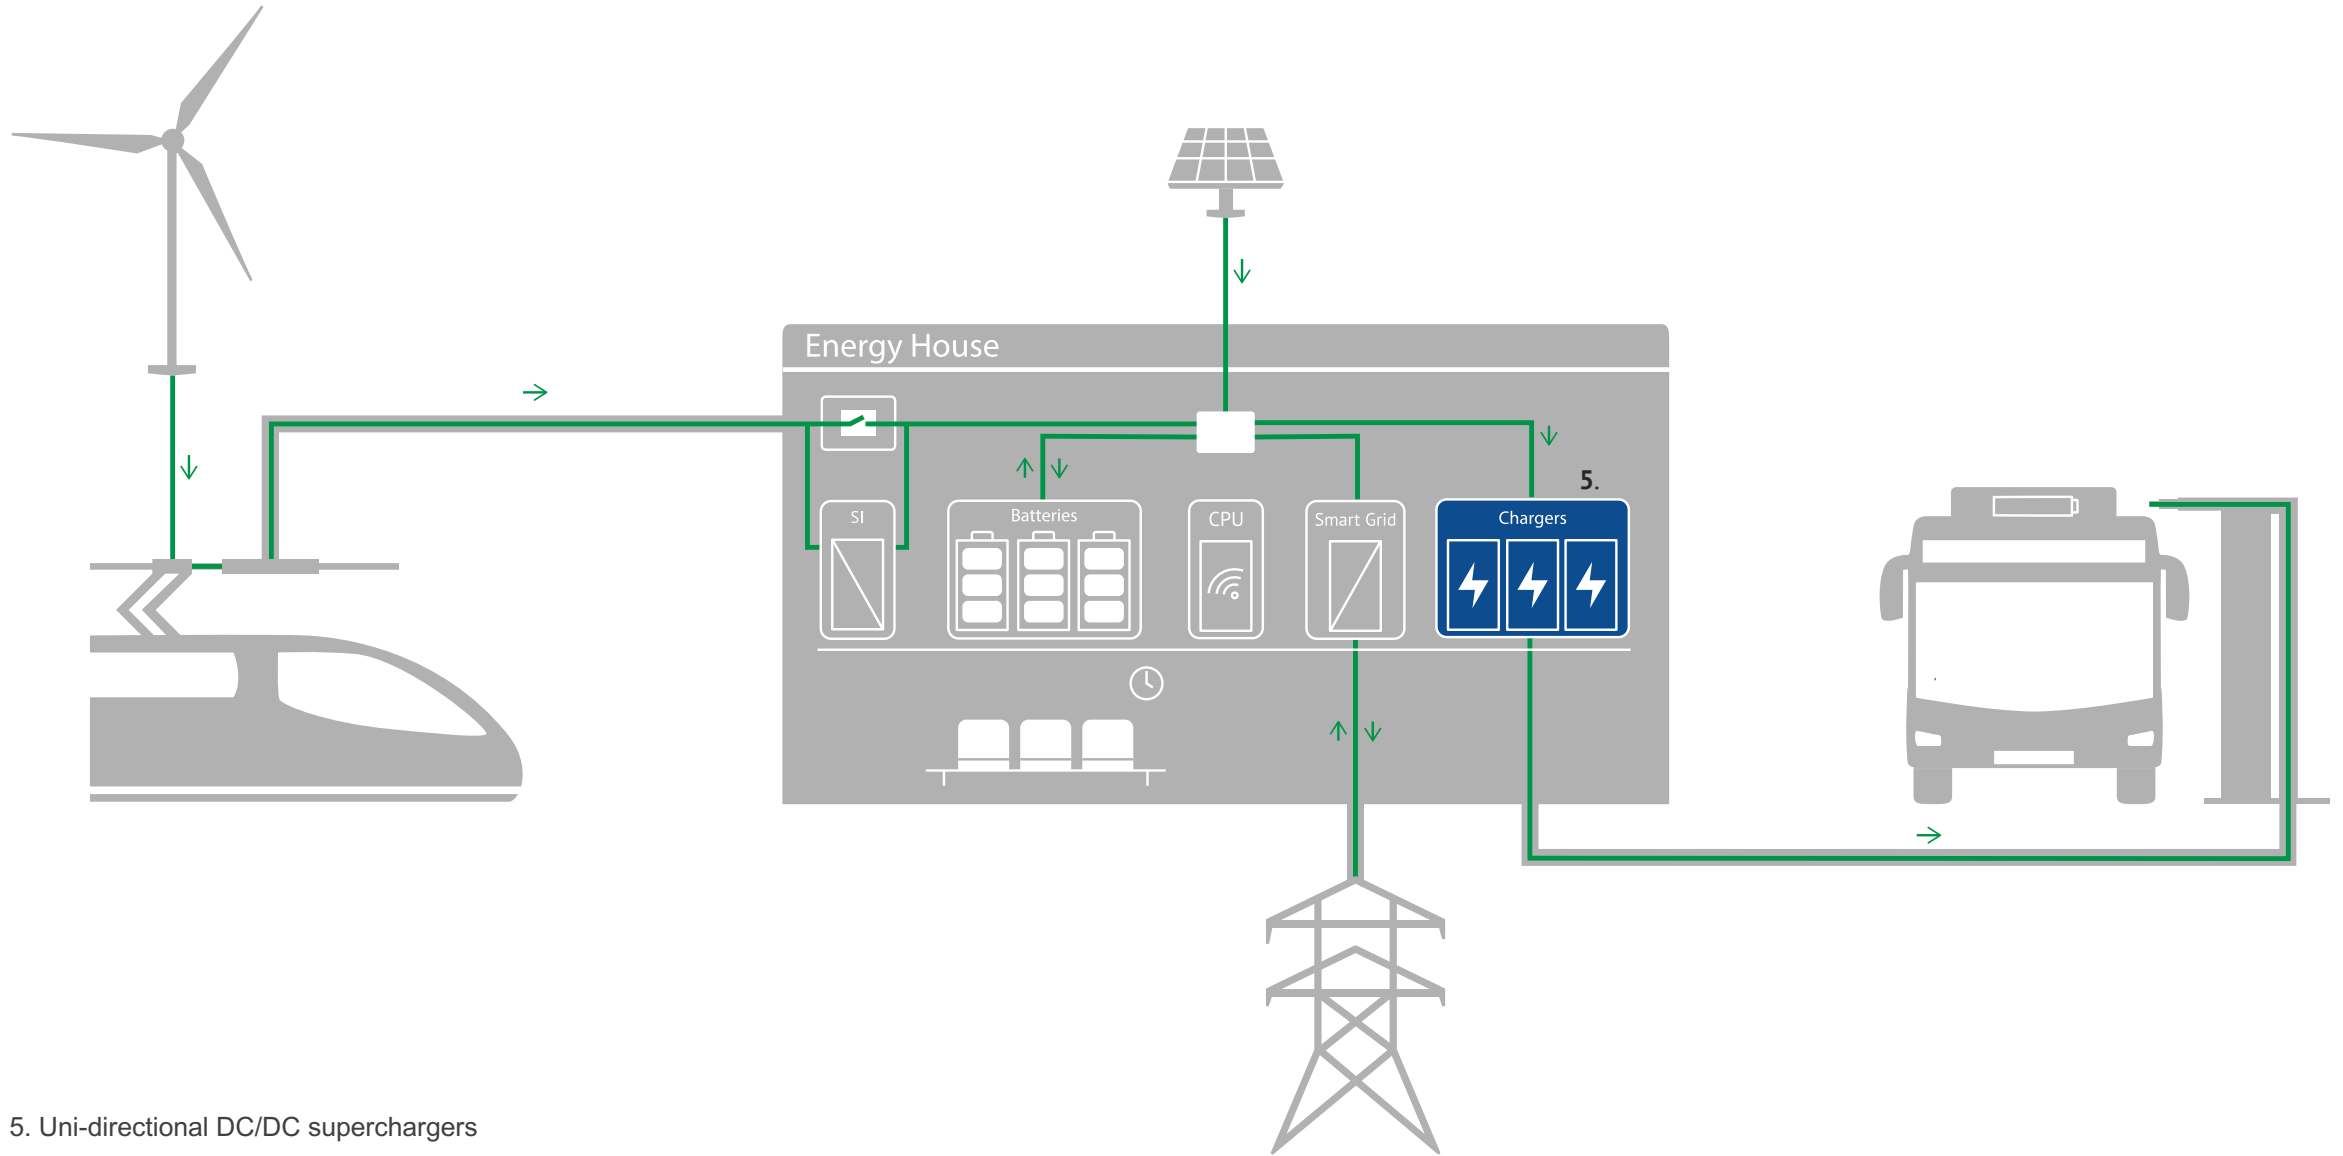 Energy House
5.
SI
Batteries
CPU
Smart Grid
Chargers
5. Uni-directional DC/DC superchargers